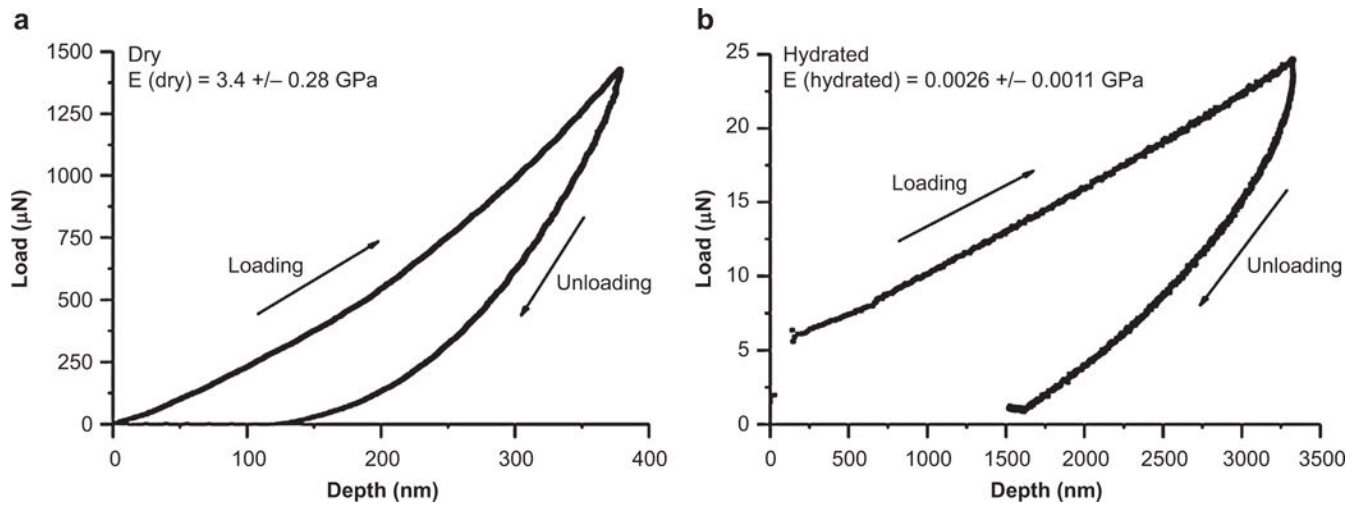 a
Dry
E (dry) = 3.4 +/– 0.28 GPa
1500
1250
1000
750
500
250
0
Load (µN)
Loading
Unloading
0 100 200 300 400
Depth (nm)
b
Hydrated
E (hydrated) = 0.0026 +/– 0.0011 GPa
25
20
15
10
5
0
Load (µN)
Loading
Unloading
0 500 1000 1500 2000 2500 3000 3500
Depth (nm)